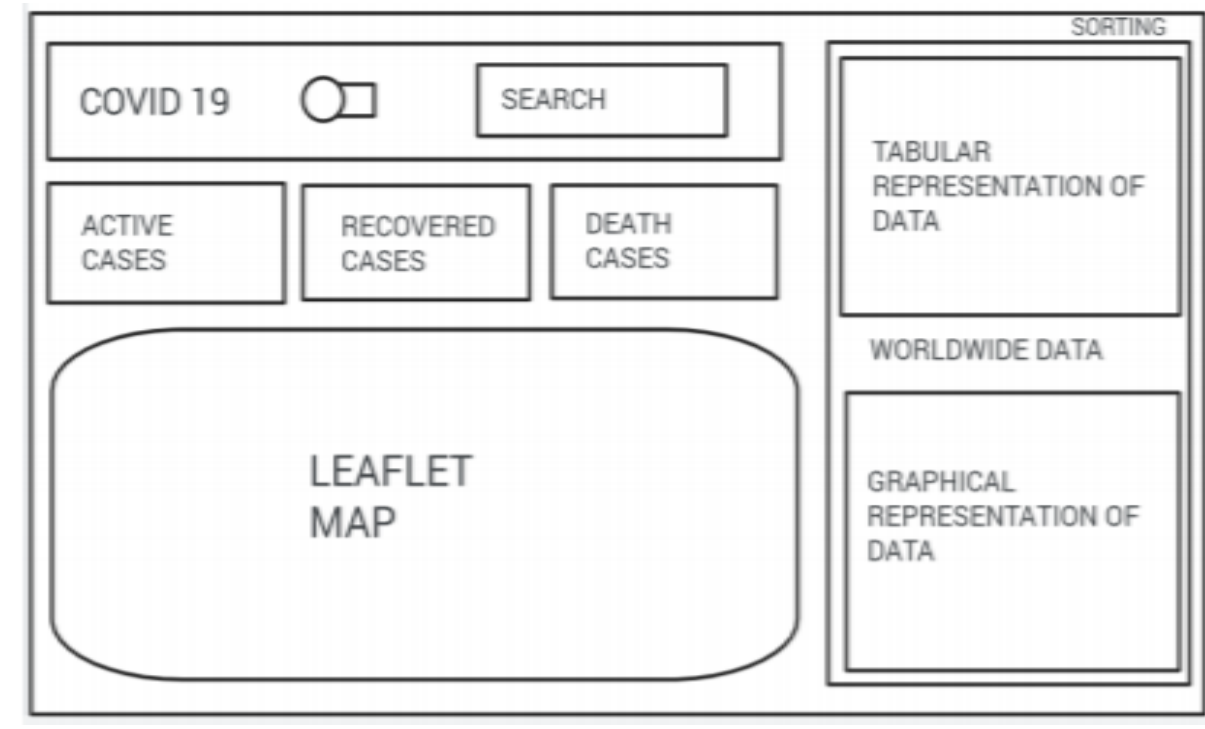 SORTING
COVID 19
SEARCH
ACTIVE
CASES
RECOVERED
CASES
DEATH
CASES
LEAFLET
MAP
TABULAR
REPRESENTATION OF
DATA
WORLDWIDE DATA
GRAPHICAL
REPRESENTATION OF
DATA